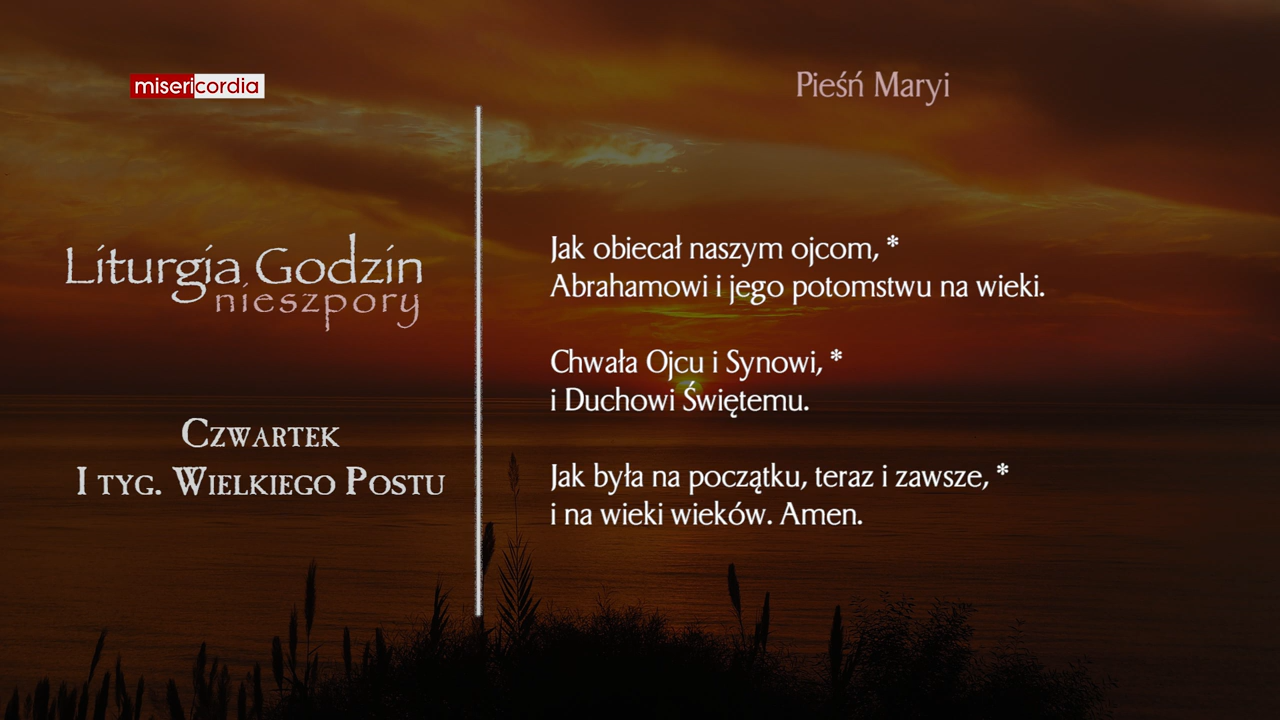 misericordia
Pieśń Maryi
Liturgia Godzin
nieszpory
Czwartek
I tyg. Wielkiego Postu
Jak obiecał naszym ojcom, *
Abrahamowi i jego potomstwu na wieki.
Chwała Ojcu i Synowi, *
i Duchowi Świętemu.
Jak była na początku, teraz i zawsze, *
i na wieki wieków. Amen.